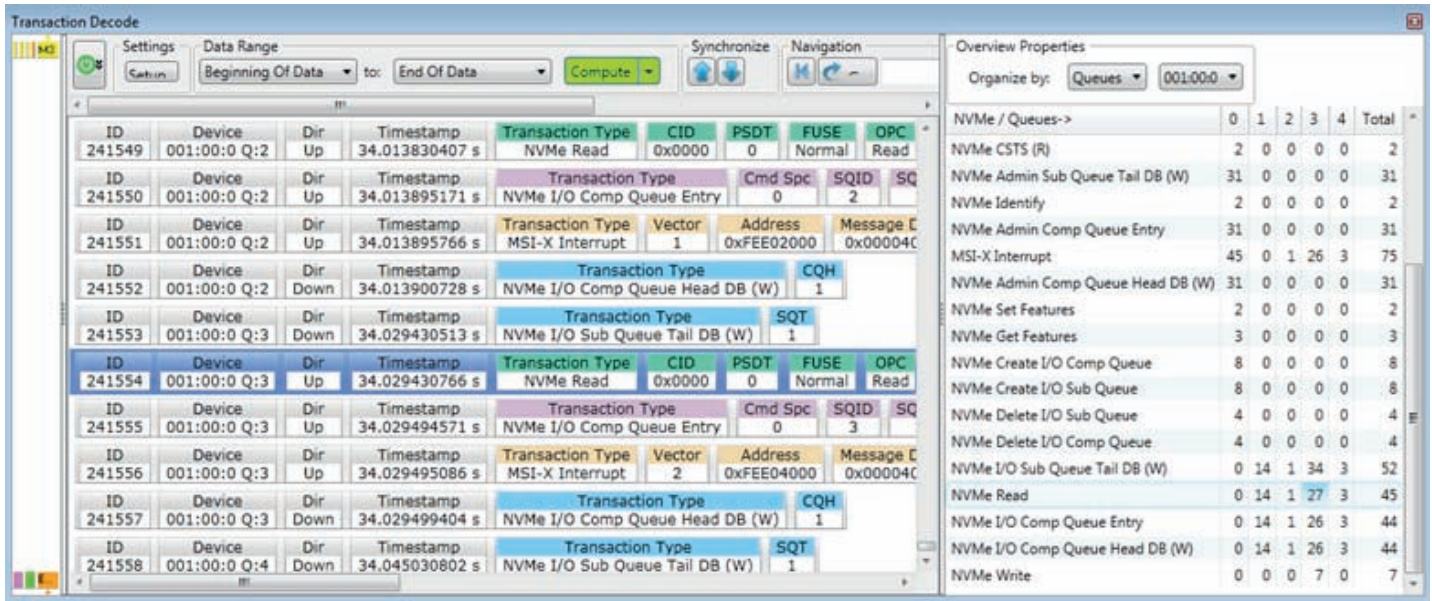 Transaction Decode
Settings Data Range Synchronize Navigation
Setup Beginning Of Data to: End Of Data Compute
ID Device Dir Timestamp Transaction Type CID PSDT FUSE OPC
241549 001:00:0 Q:2 Up 34.013830407 s NVMe Read 0x0000 0 Normal Read
ID Device Dir Timestamp Transaction Type Cmd Spc SQID SQ
241550 001:00:0 Q:2 Up 34.013895171 s NVMe I/O Comp Queue Entry 0 2
ID Device Dir Timestamp Transaction Type Vector Address Message D
241551 001:00:0 Q:2 Up 34.013895766 s MSI-X Interrupt 1 0xFEE02000 0x000040
ID Device Dir Timestamp Transaction Type CQH
241552 001:00:0 Q:2 Down 34.013900728 s NVMe I/O Comp Queue Head DB (W) 1
ID Device Dir Timestamp Transaction Type SQT
241553 001:00:0 Q:3 Down 34.029430513 s NVMe I/O Sub Queue Tail DB (W) 1
ID Device Dir Timestamp Transaction Type CID PSDT FUSE OPC
241554 001:00:0 Q:3 Up 34.029430766 s NVMe Read 0x0000 0 Normal Read
ID Device Dir Timestamp Transaction Type Cmd Spc SQID SQ
241555 001:00:0 Q:3 Up 34.029494571 s NVMe I/O Comp Queue Entry 0 3
ID Device Dir Timestamp Transaction Type Vector Address Message D
241556 001:00:0 Q:3 Up 34.029495086 s MSI-X Interrupt 2 0xFEE04000 0x000040
ID Device Dir Timestamp Transaction Type CQH
241557 001:00:0 Q:3 Down 34.029499404 s NVMe I/O Comp Queue Head DB (W) 1
ID Device Dir Timestamp Transaction Type SQT
241558 001:00:0 Q:4 Down 34.045030802 s NVMe I/O Sub Queue Tail DB (W) 1
Overview Properties
Organize by: Queues 001:00:0
NVMe / Queues-> 0 1 2 3 4 Total
NVMe CSTS (R) 2 0 0 0 0 2
NVMe Admin Sub Queue Tail DB (W) 31 0 0 0 0 31
NVMe Identify 2 0 0 0 0 2
NVMe Admin Comp Queue Entry 31 0 0 0 0 31
MSI-X Interrupt 45 0 1 26 3 75
NVMe Admin Comp Queue Head DB (W) 31 0 0 0 0 31
NVMe Set Features 2 0 0 0 0 2
NVMe Get Features 3 0 0 0 0 3
NVMe Create I/O Comp Queue 8 0 0 0 0 8
NVMe Create I/O Sub Queue 8 0 0 0 0 8
NVMe Delete I/O Sub Queue 4 0 0 0 0 4
NVMe Delete I/O Comp Queue 4 0 0 0 0 4
NVMe I/O Sub Queue Tail DB (W) 0 14 1 34 3 52
NVMe Read 0 14 1 27 3 45
NVMe I/O Comp Queue Entry 0 14 1 26 3 44
NVMe I/O Comp Queue Head DB (W) 0 14 1 26 3 44
NVMe Write 0 0 0 7 0 7